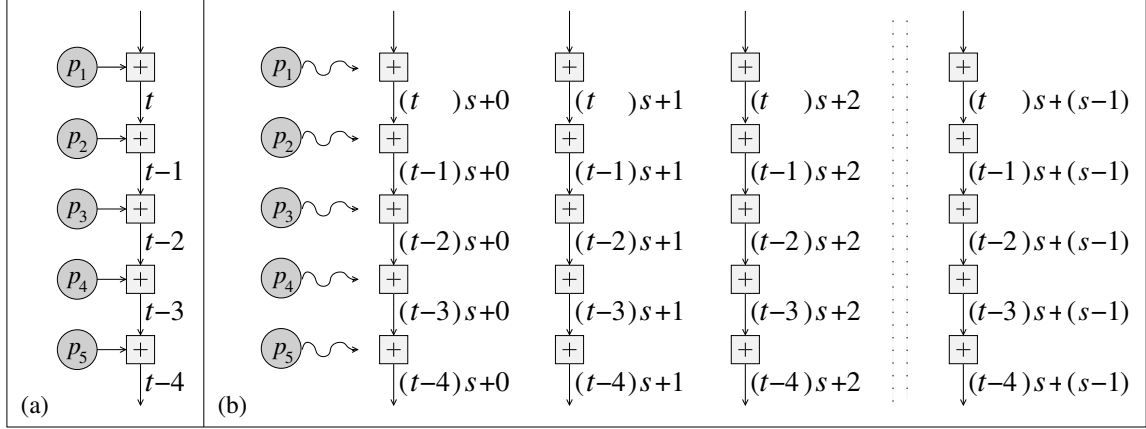 p1 +
p1 + + + +
t
(t )s+0 (t )s+1 (t )s+2 (t )s+(s−1)
p2 +
p2 + + + +
t−1
(t−1)s+0 (t−1)s+1 (t−1)s+2 (t−1)s+(s−1)
p3 +
p3 + + + +
t−2
(t−2)s+0 (t−2)s+1 (t−2)s+2 (t−2)s+(s−1)
p4 +
p4 + + + +
t−3
(t−3)s+0 (t−3)s+1 (t−3)s+2 (t−3)s+(s−1)
p5 +
p5 + + + +
t−4
(t−4)s+0 (t−4)s+1 (t−4)s+2 (t−4)s+(s−1)
(a)
(b)